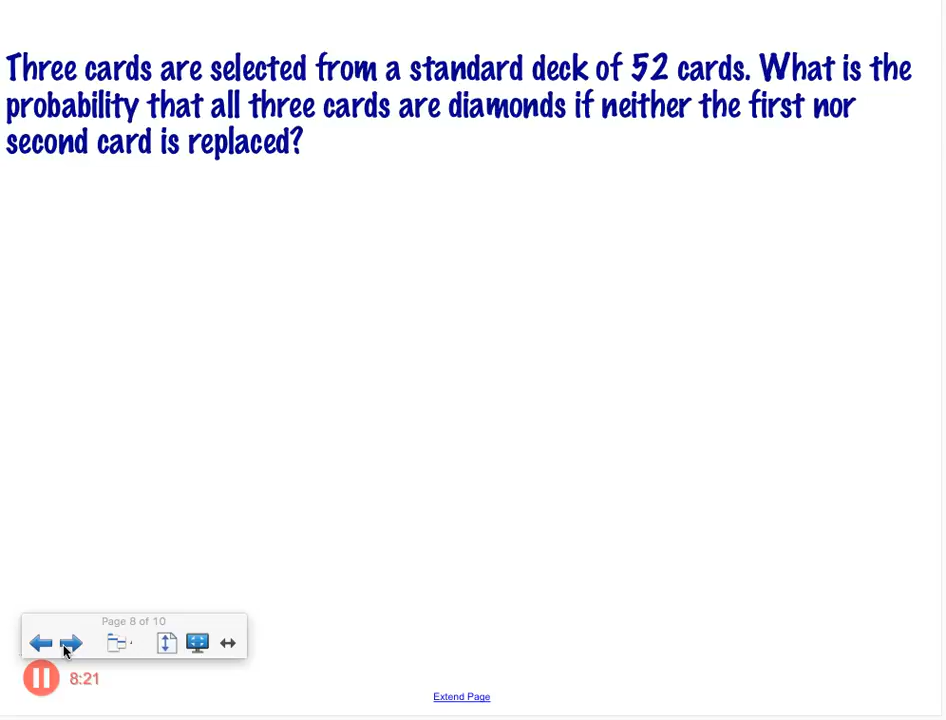 Three cards are selected from a standard deck of 52 cards. What is the
probability that all three cards are diamonds if neither the first nor
second card is replaced?
Page 8 of 10
8:21
Extend Page